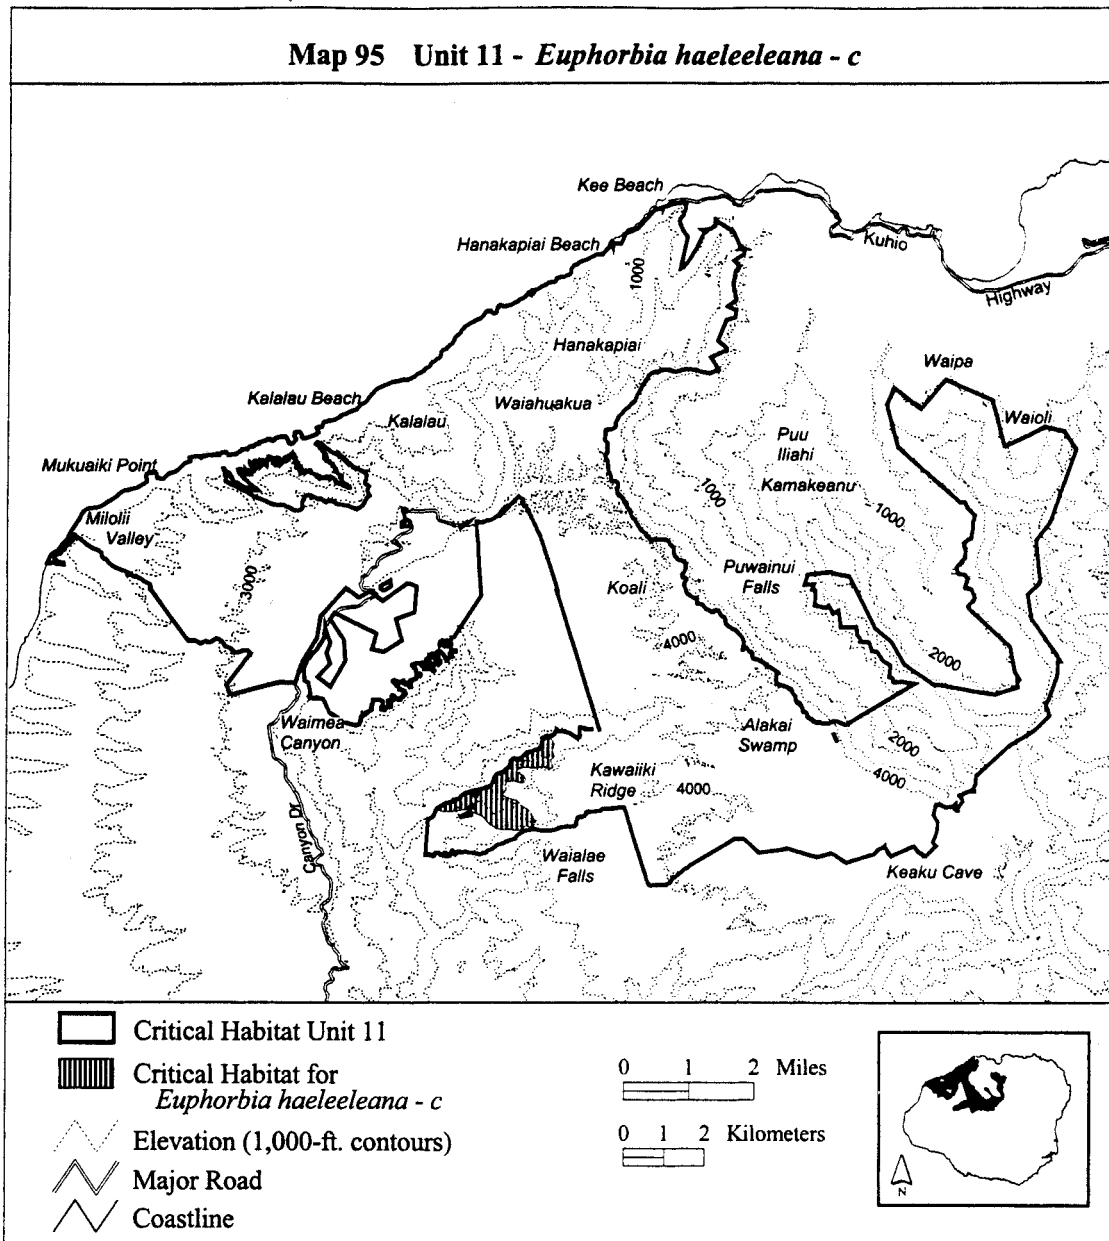 Map 95 Unit 11 - Euphorbia haeleeleana - c
Kee Beach
Hanakapiai Beach
Kuhio
Highway
1000
Hanakapiai
Waipa
Kalalau Beach
Waiahuakua
Kalalau
Waioli
Puu
Iliahi
Mukuaiki Point
Kamakeanu
1000
1000
Milolii
Valley
Puwainui
Falls
3000
Koali
4000
2000
Waimea
Canyon
Alakai
Swamp
2000
4000
Kawaiiki
Ridge
4000
Canyon Dr
Waialae
Falls
Keaku Cave
Critical Habitat Unit 11
Critical Habitat for
Euphorbia haeleeleana - c
Elevation (1,000-ft. contours)
Major Road
Coastline
0 1 2 Miles
0 1 2 Kilometers
N